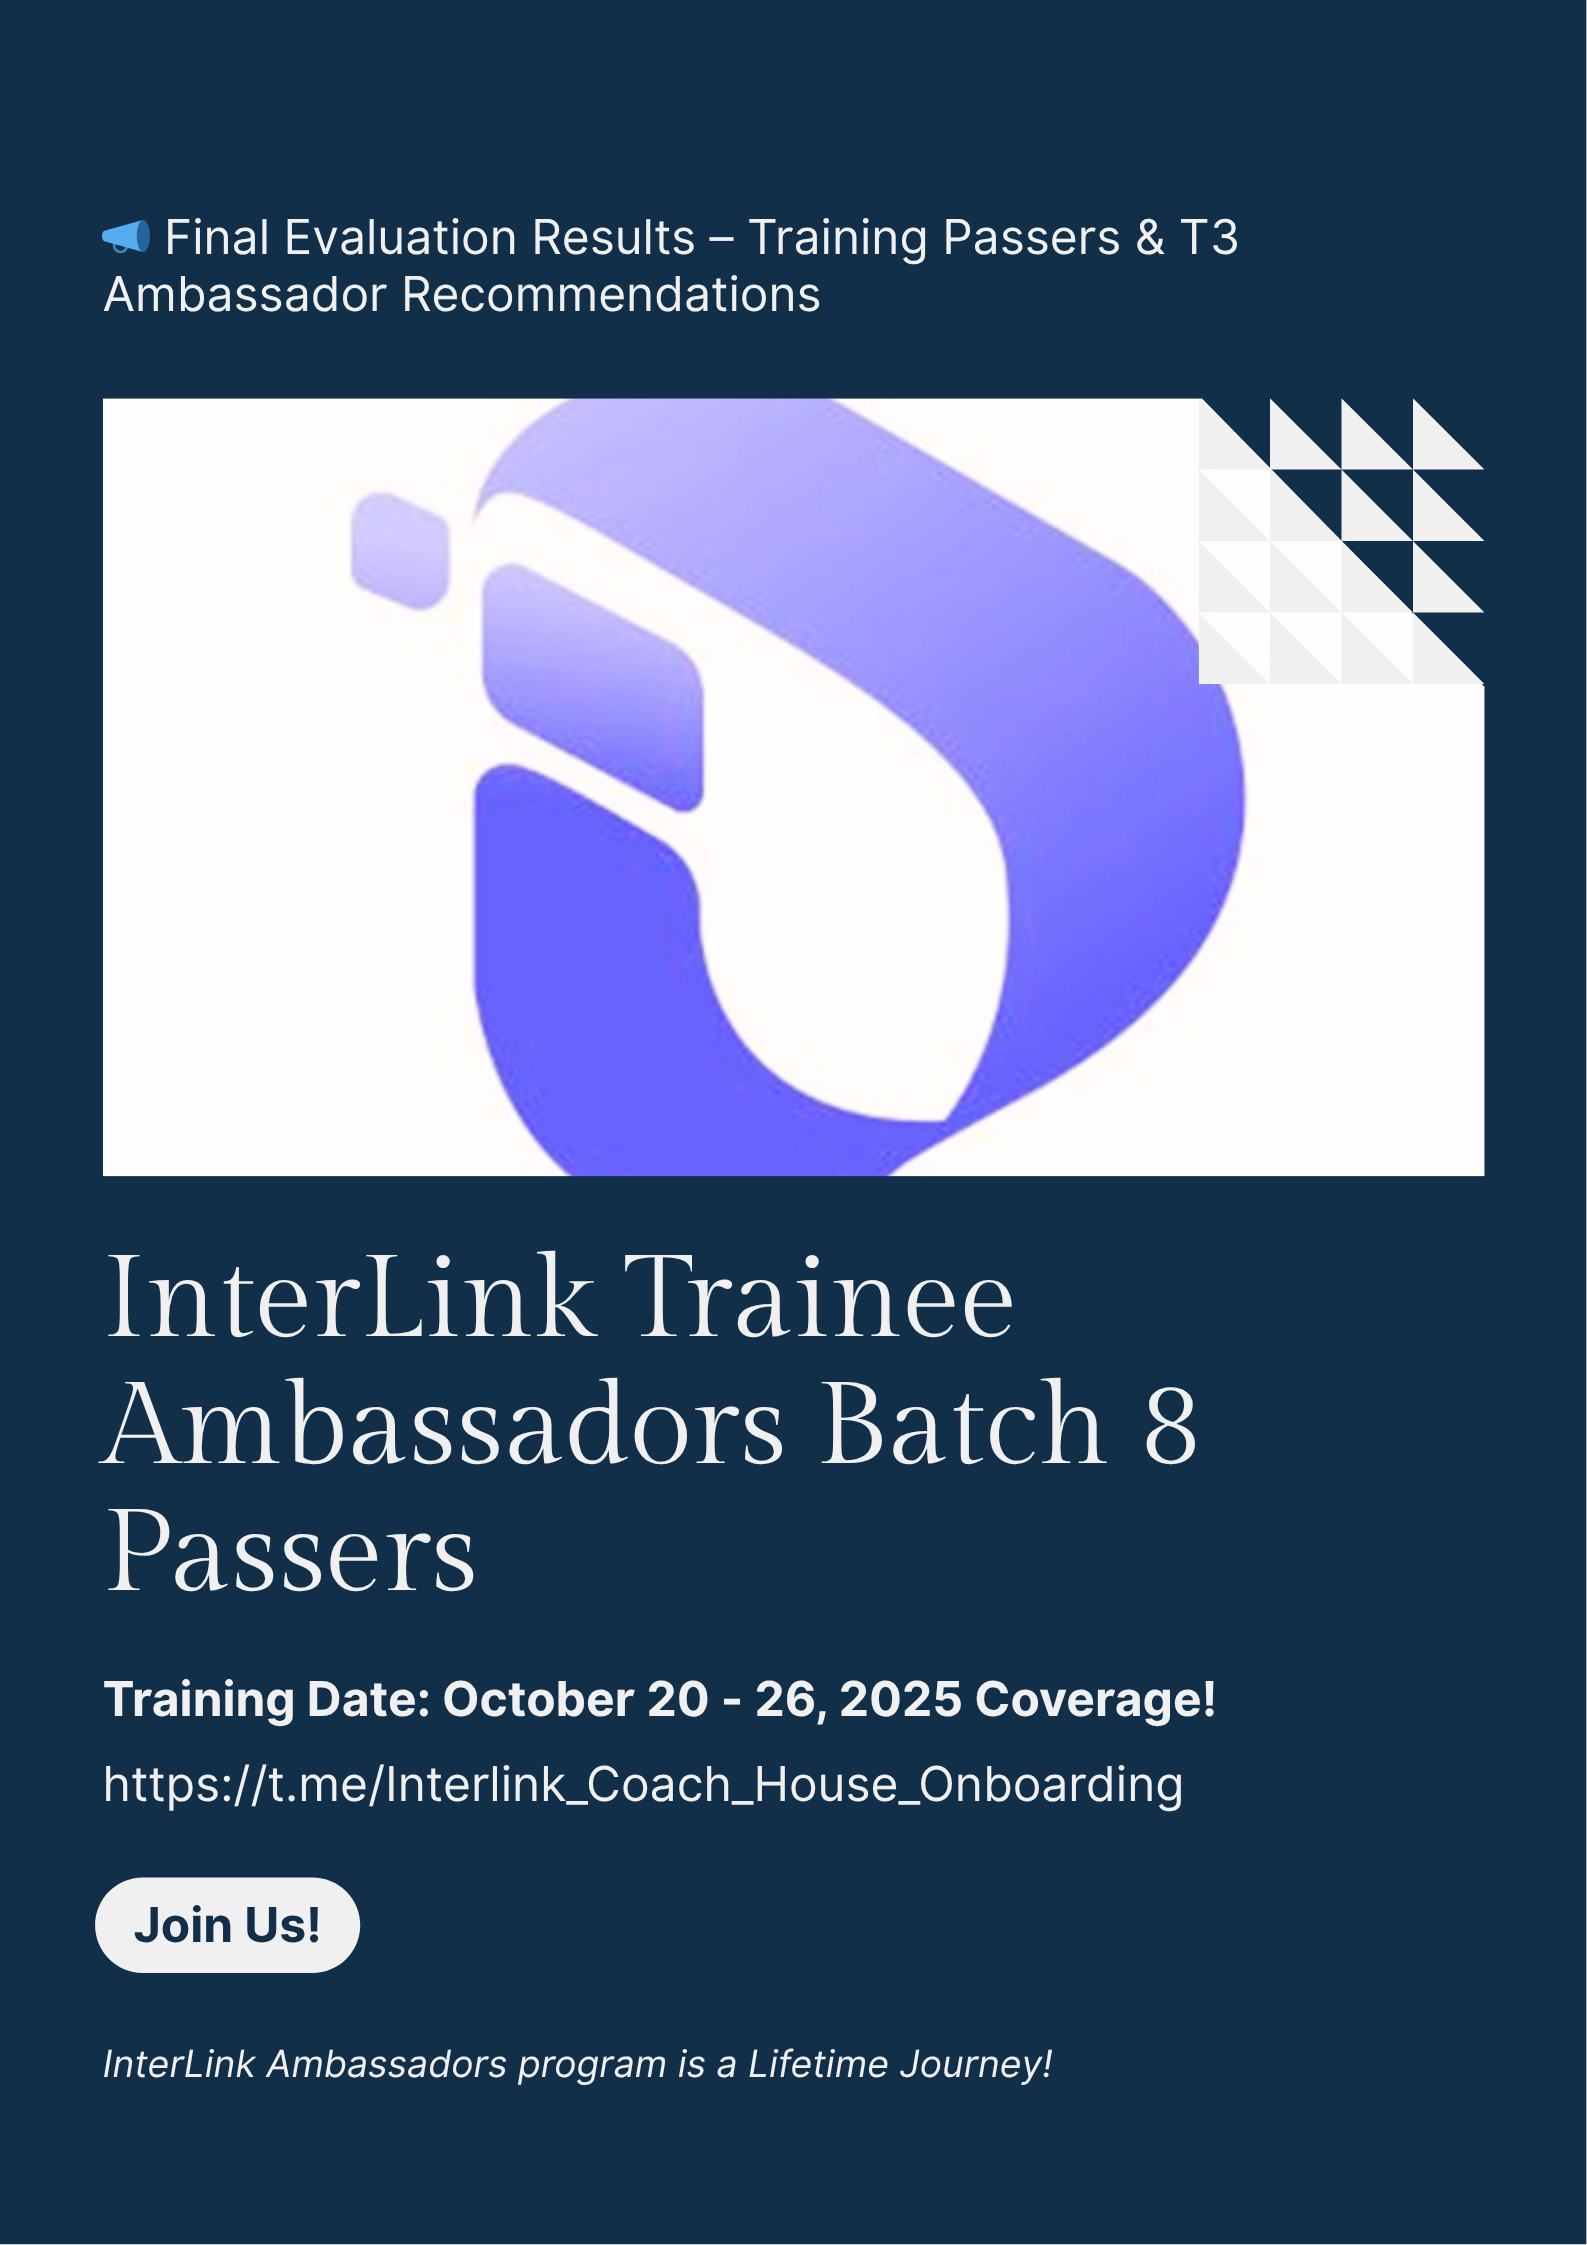 📣 Final Evaluation Results – Training Passers & T3
Ambassador Recommendations
InterLink Trainee
Ambassadors Batch 8
Passers
Training Date: October 20 - 26, 2025 Coverage!
https://t.me/Interlink_Coach_House_Onboarding
Join Us!
InterLink Ambassadors program is a Lifetime Journey!